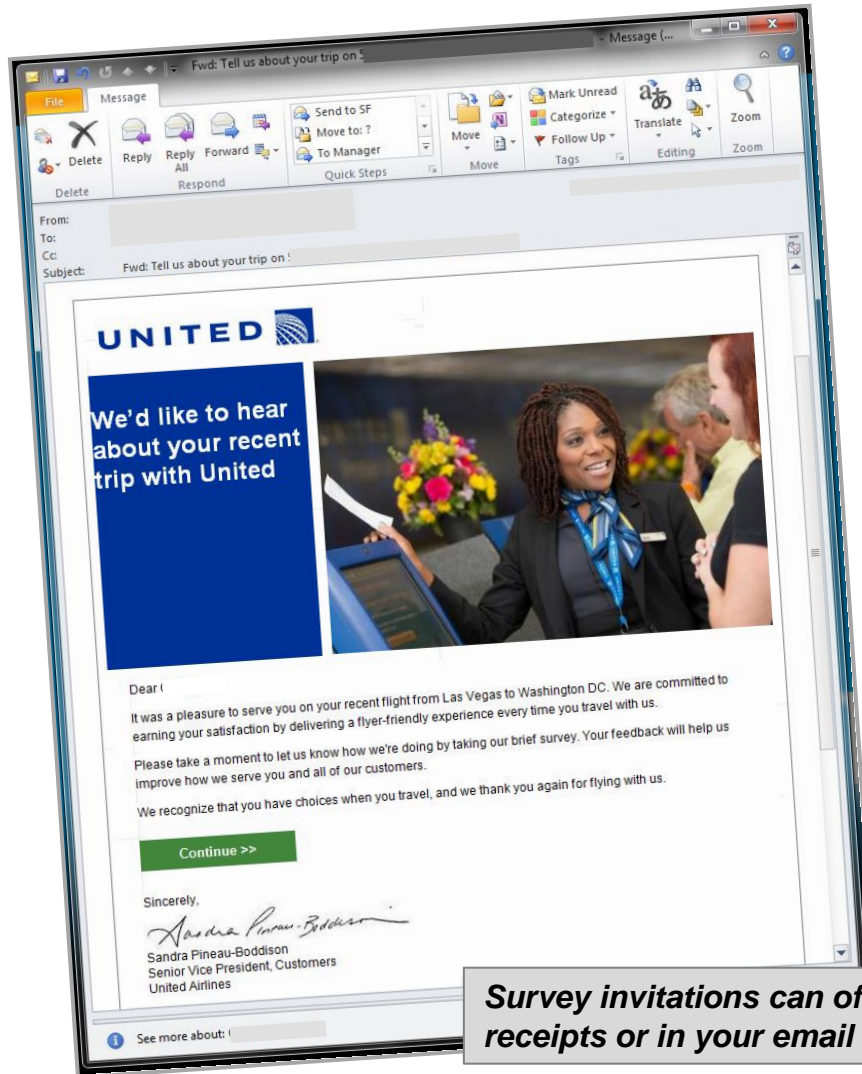 Fwd: Tell us about your trip on
- Message (...
File
Message
Delete
Reply
Reply All
Forward
Send to SF
Move to: ?
To Manager
Move
Mark Unread
Categorize
Follow Up
Translate
Zoom
Delete
Respond
Quick Steps
Move
Tags
Editing
Zoom
From:
To:
Cc:
Subject: Fwd: Tell us about your trip on
UNITED
We'd like to hear
about your recent
trip with United
Dear
It was a pleasure to serve you on your recent flight from Las Vegas to Washington DC. We are committed to
earning your satisfaction by delivering a flyer-friendly experience every time you travel with us.
Please take a moment to let us know how we're doing by taking our brief survey. Your feedback will help us
improve how we serve you and all of our customers.
We recognize that you have choices when you travel, and we thank you again for flying with us.
Continue >>
Sincerely,
Sandra Pineau-Boddison
Sandra Pineau-Boddison
Senior Vice President, Customers
United Airlines
See more about:
Survey invitations can of
receipts or in your email